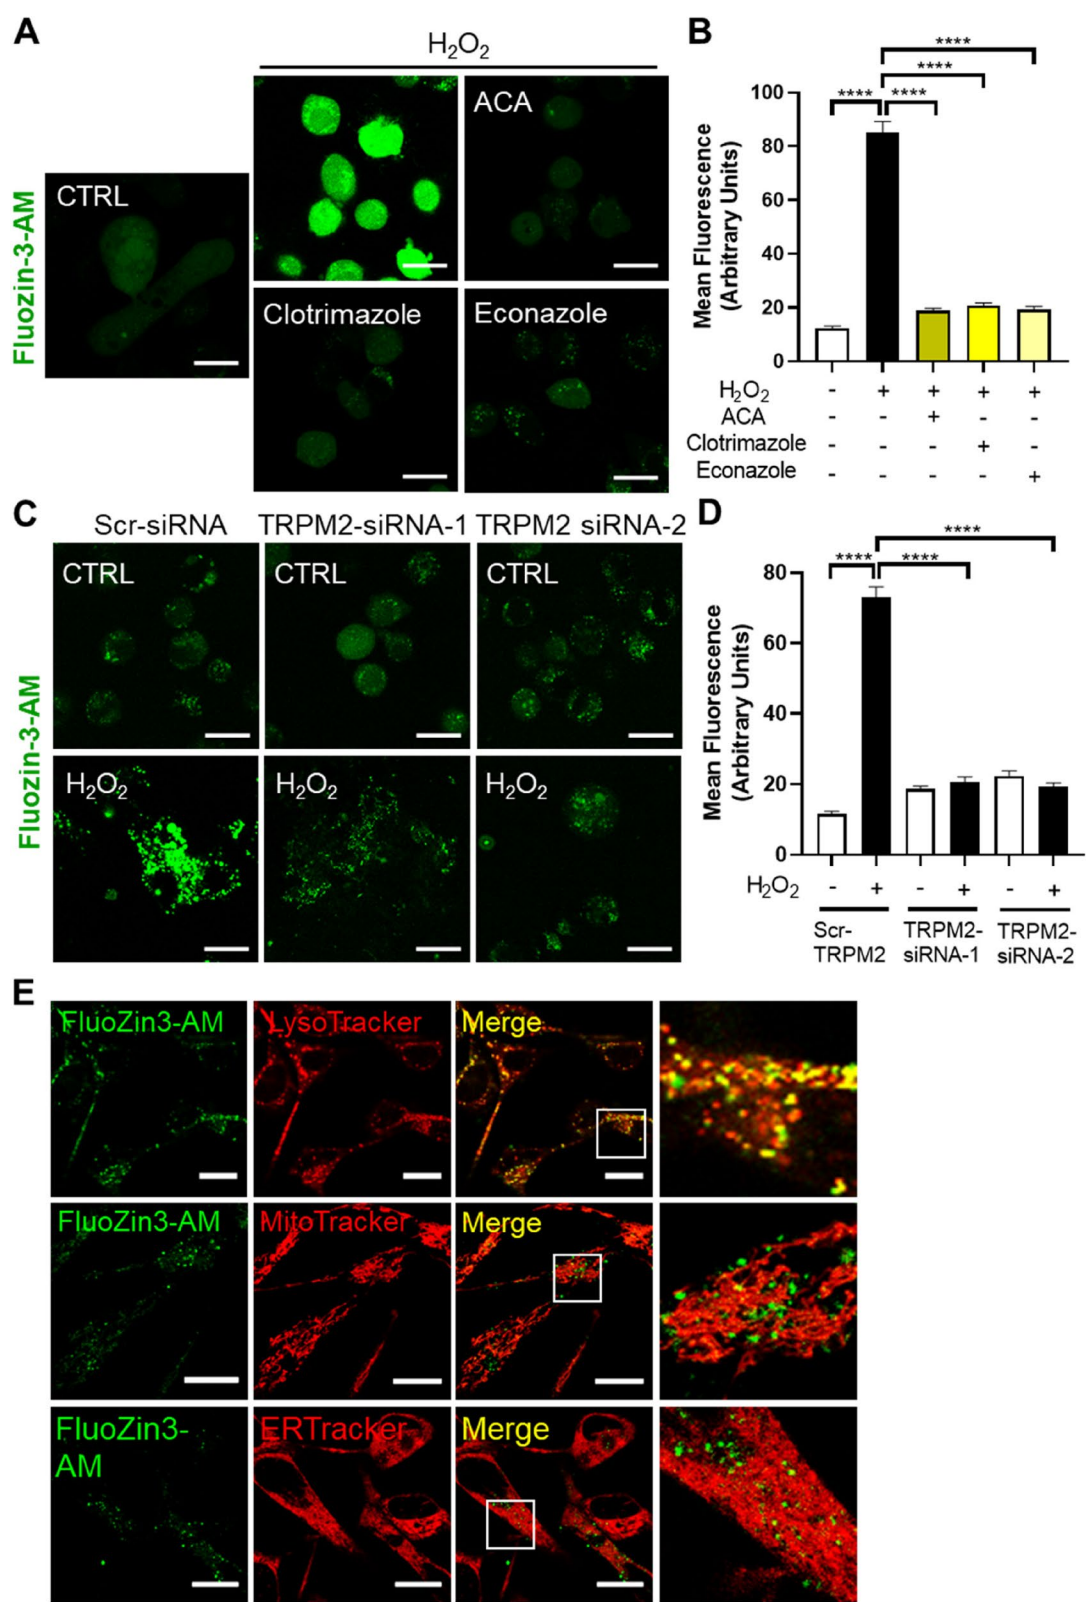 A
H₂O₂
Fluozin-3-AM
CTRL
ACA
Clotrimazole
Econazole
B
****
****
**** ****
Mean Fluorescence
(Arbitrary Units)
100
80
60
40
20
0
H₂O₂ - + + + +
ACA - - + - -
Clotrimazole - - - + -
Econazole - - - - +
C
Scr-siRNA TRPM2-siRNA-1 TRPM2 siRNA-2
Fluozin-3-AM
CTRL CTRL CTRL
H₂O₂ H₂O₂ H₂O₂
D
****
**** ****
Mean Fluorescence
(Arbitrary Units)
80
60
40
20
0
H₂O₂ - + - + - +
Scr-
TRPM2
TRPM2-
siRNA-1
TRPM2-
siRNA-2
E
FluoZin3-AM LysoTracker Merge
FluoZin3-AM MitoTracker Merge
FluoZin3-
AM
ERTracker Merge